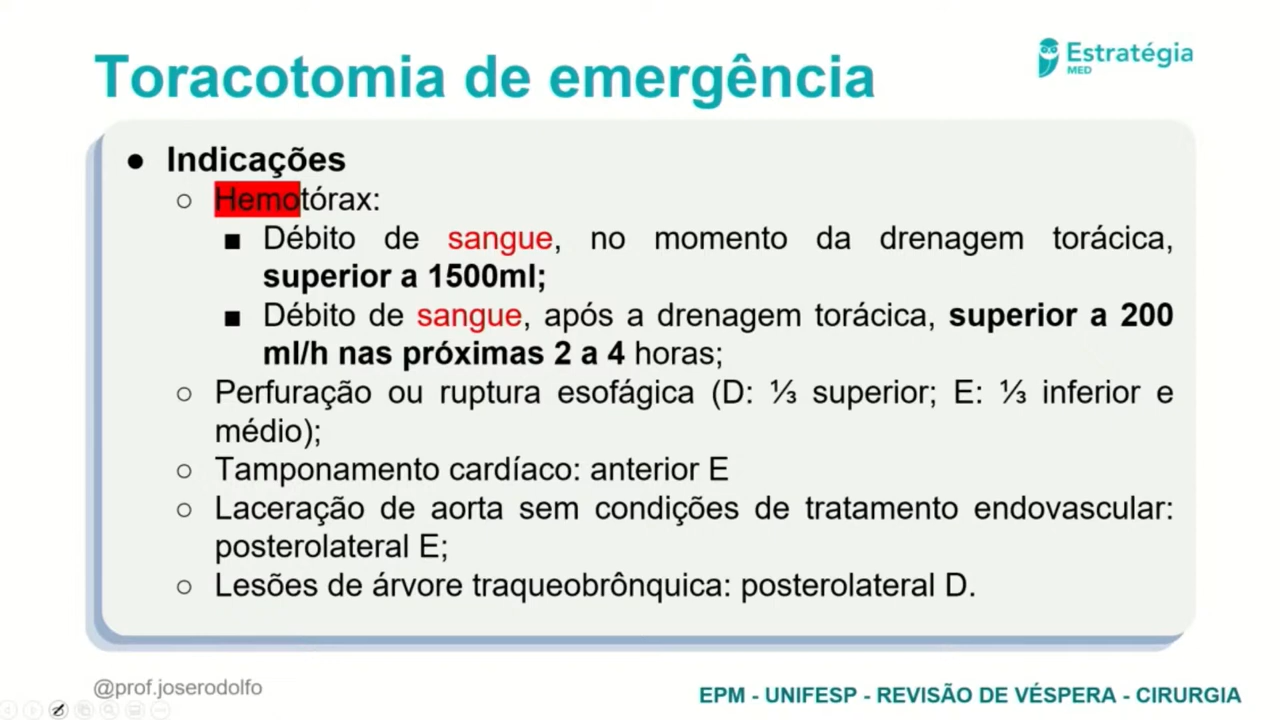 Toracotomia de emergência
Estratégia
MED
● Indicações
○ Hemotórax:
■ Débito de sangue, no momento da drenagem torácica,
superior a 1500ml;
■ Débito de sangue, após a drenagem torácica, superior a 200
ml/h nas próximas 2 a 4 horas;
○ Perfuração ou ruptura esofágica (D: ⅓ superior; E: ⅓ inferior e
médio);
○ Tamponamento cardíaco: anterior E
○ Laceração de aorta sem condições de tratamento endovascular:
posterolateral E;
○ Lesões de árvore traqueobrônquica: posterolateral D.
@prof.joserodolfo
EPM - UNIFESP - REVISÃO DE VÉSPERA - CIRURGIA